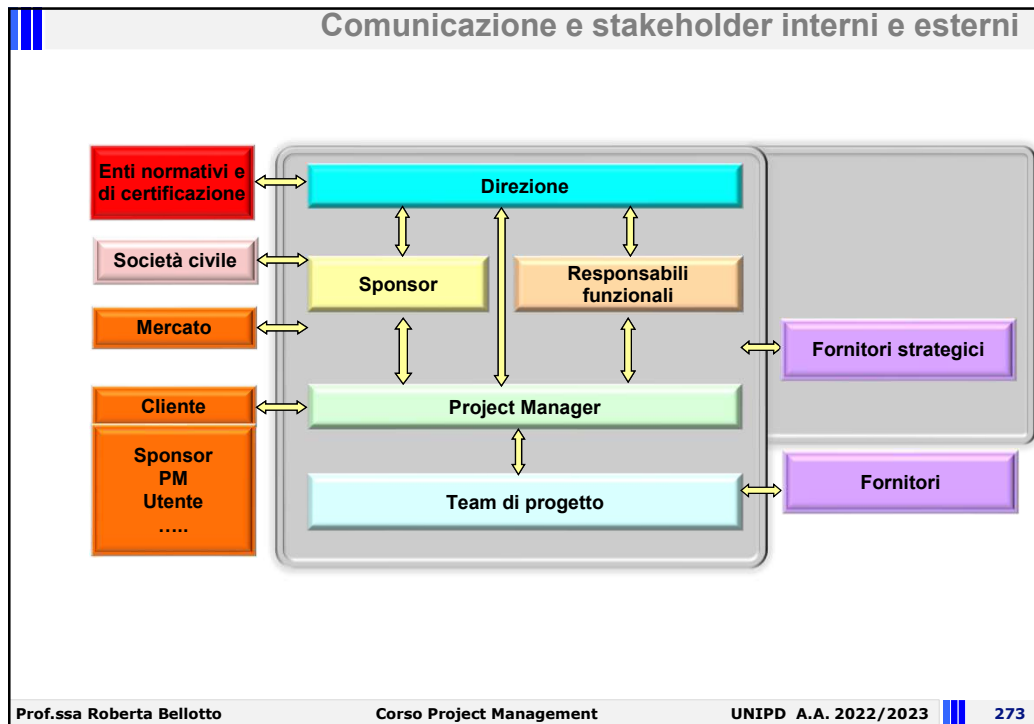 Comunicazione e stakeholder interni e esterni
Enti normativi e
di certificazione
Direzione
Società civile
Sponsor
Responsabili
funzionali
Mercato
Fornitori strategici
Cliente
Project Manager
Sponsor
PM
Utente
…..
Team di progetto
Fornitori
Prof.ssa Roberta Bellotto
Corso Project Management
UNIPD A.A. 2022/2023
273